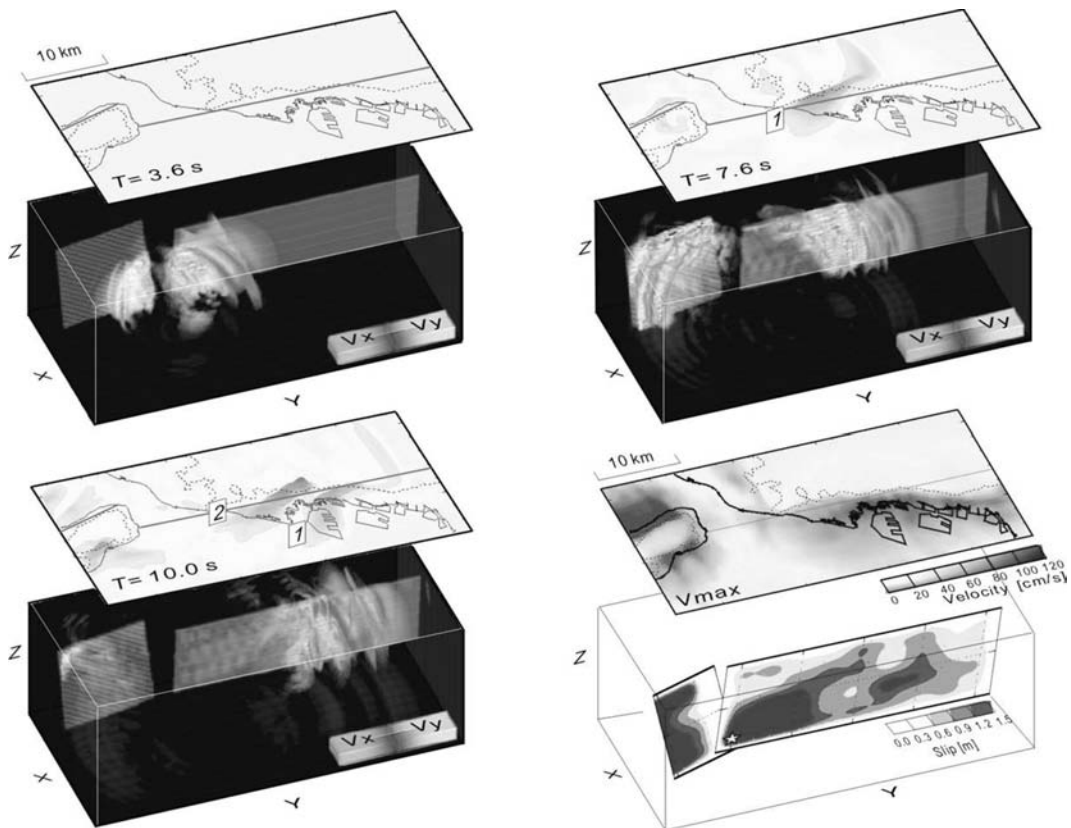 10 km
T= 3.6 s
Z
X
Y
Vx Vy
1
T= 7.6 s
Z
X
Y
Vx Vy
2
1
T= 10.0 s
Z
X
Y
Vx Vy
10 km
Vmax
0 20 40 60 80 100 120
Velocity [cm/s]
Z
X
Y
0.0 0.3 0.6 0.9 1.2 1.5
Slip [m]